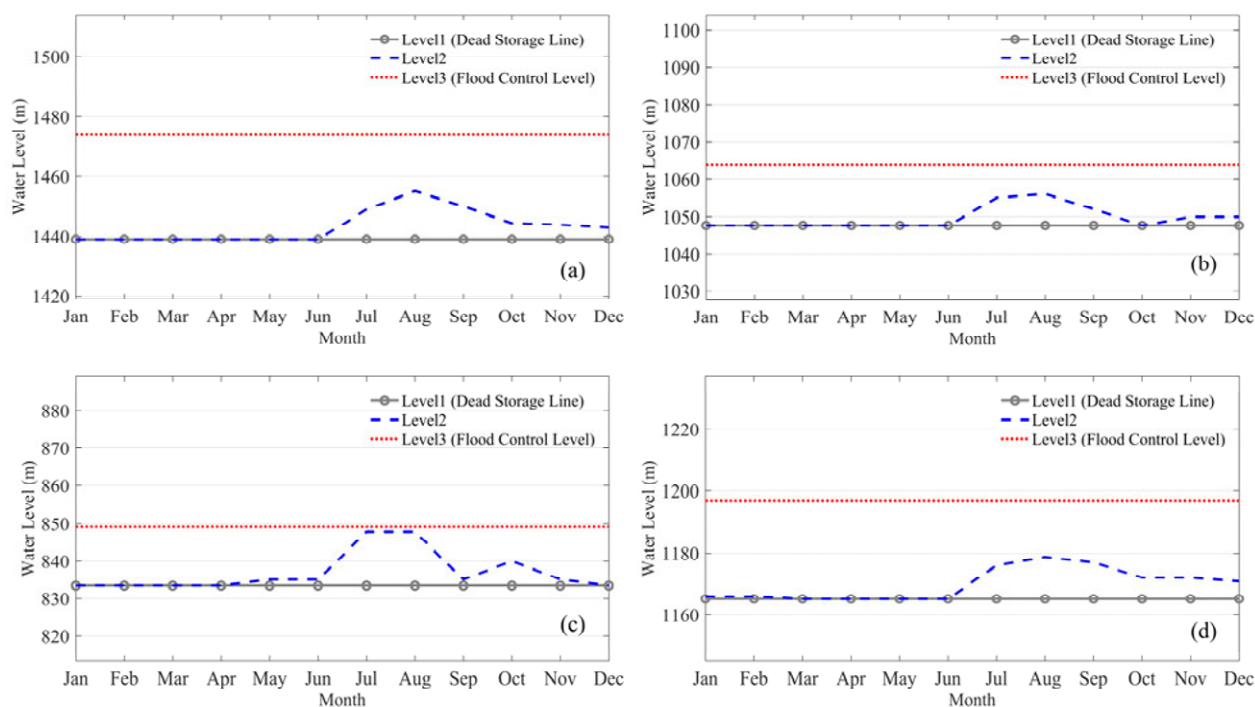 Level1 (Dead Storage Line)
Level2
Level3 (Flood Control Level)
1500
1480
1460
1440
1420
Water Level (m)
(a)
Jan Feb Mar Apr May Jun Jul Aug Sep Oct Nov Dec
Month
Level1 (Dead Storage Line)
Level2
Level3 (Flood Control Level)
1100
1090
1080
1070
1060
1050
1040
1030
Water Level (m)
(b)
Jan Feb Mar Apr May Jun Jul Aug Sep Oct Nov Dec
Month
Level1 (Dead Storage Line)
Level2
Level3 (Flood Control Level)
880
870
860
850
840
830
820
Water Level (m)
(c)
Jan Feb Mar Apr May Jun Jul Aug Sep Oct Nov Dec
Month
Level1 (Dead Storage Line)
Level2
Level3 (Flood Control Level)
1220
1200
1180
1160
Water Level (m)
(d)
Jan Feb Mar Apr May Jun Jul Aug Sep Oct Nov Dec
Month